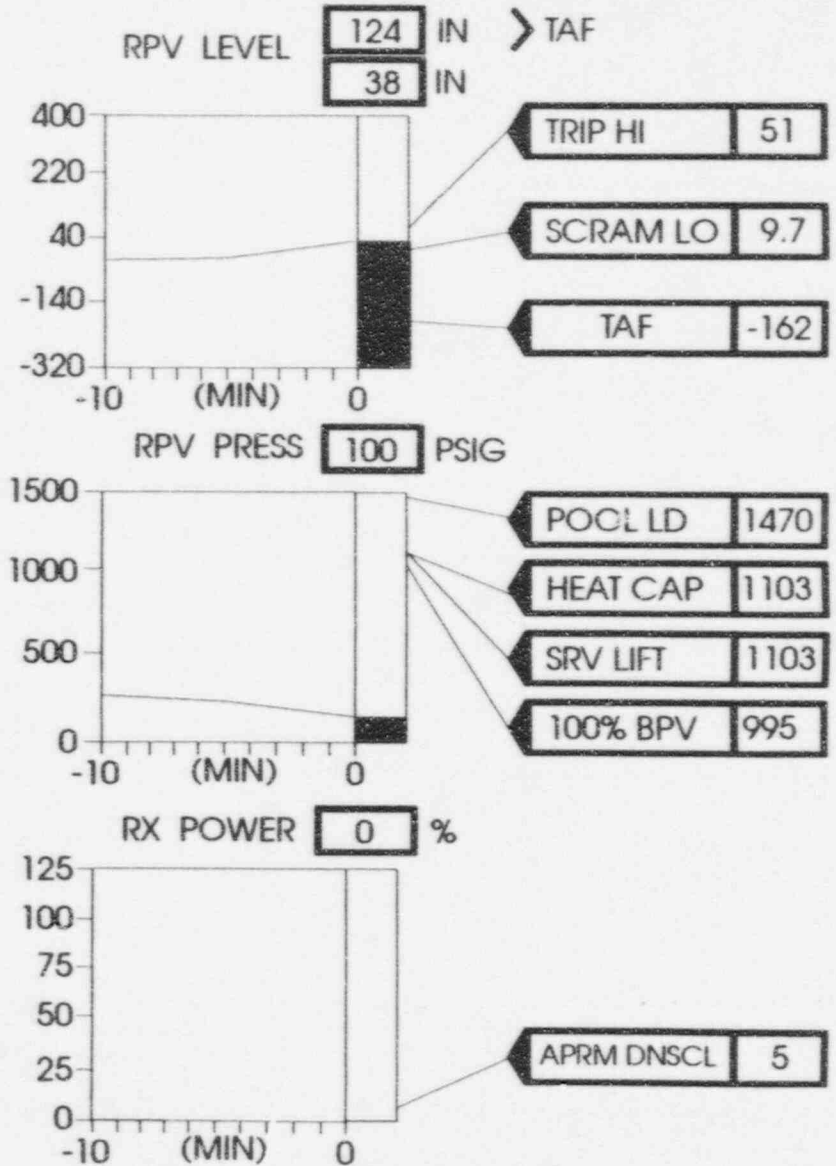 RPV LEVEL 124 IN > TAF
38 IN
400
220
40
-140
-320
TRIP HI 51
SCRAM LO 9.7
TAF -162
-10 (MIN) 0
RPV PRESS 100 PSIG
1500
1000
500
0
POOL LD 1470
HEAT CAP 1103
SRV LIFT 1103
100% BPV 995
-10 (MIN) 0
RX POWER 0 %
125
100
75
50
25
0
APRM DNSCL 5
-10 (MIN) 0